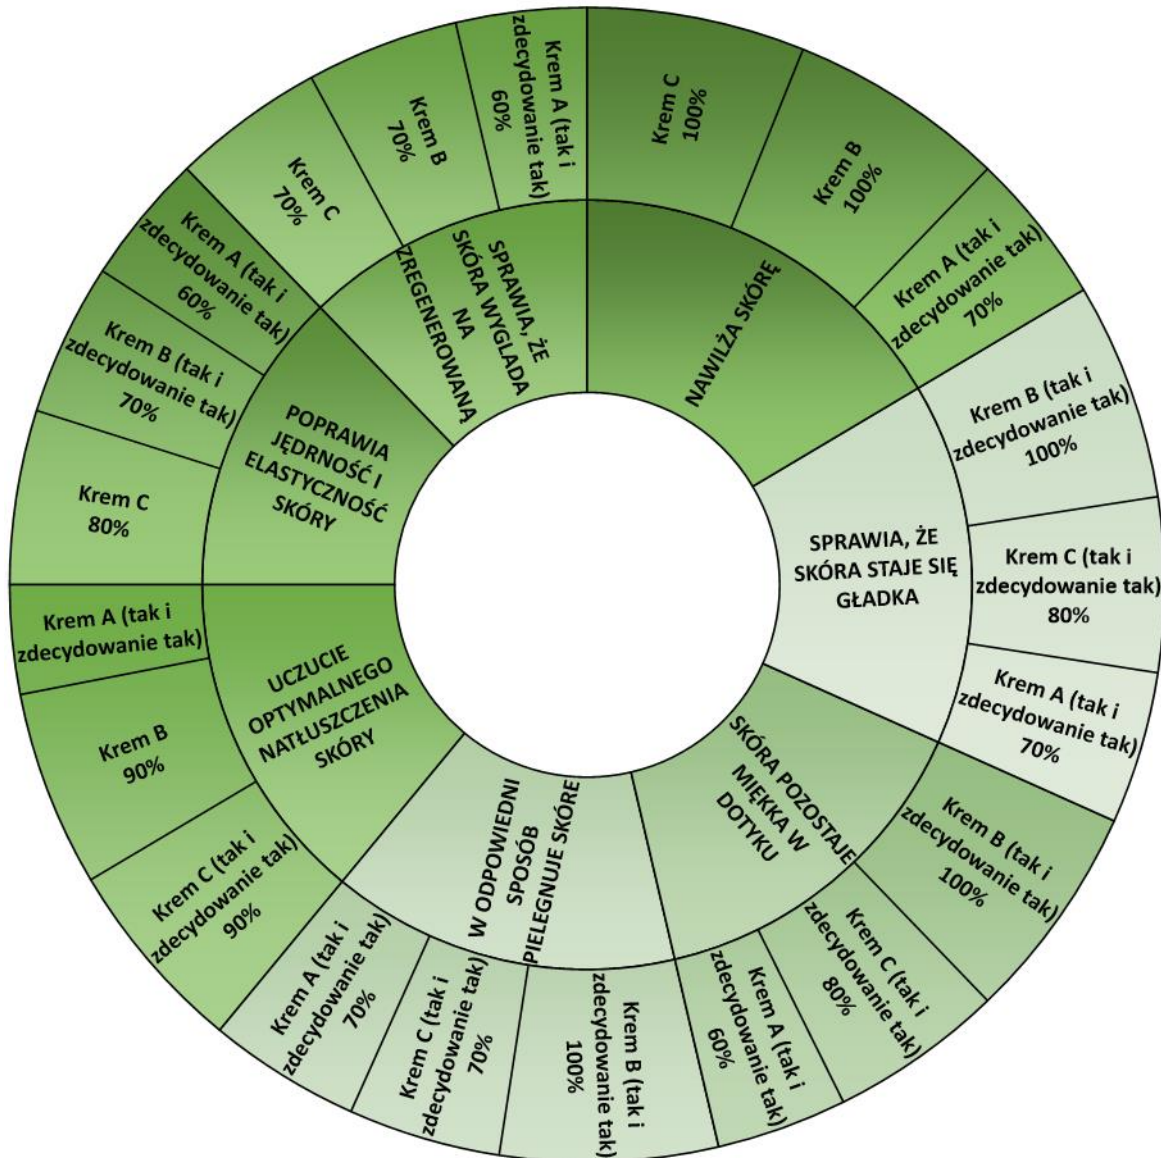 NAWILŻA SKÓRĘ
Krem C
100%
Krem B
100%
Krem A (tak i
zdecydowanie tak)
70%
SPRAWIA, ŻE
SKÓRA STAJE SIĘ
GŁADKA
Krem B (tak i
zdecydowanie tak)
100%
Krem C (tak i
zdecydowanie tak)
80%
Krem A (tak i
zdecydowanie tak)
70%
SKÓRA POZOSTAJE
MIĘKKA W
DOTYKU
Krem B (tak i
zdecydowanie tak)
100%
Krem C (tak i
zdecydowanie tak)
80%
Krem A (tak i
zdecydowanie tak)
60%
W ODPOWIEDNI
SPOSÓB
PIELEGNUJE SKÓRE
Krem B (tak i
zdecydowanie tak)
100%
Krem C (tak i
zdecydowanie tak)
70%
Krem A (tak i
zdecydowanie tak)
70%
UCZUCIE
OPTYMALNEGO
NATŁUSZCZENIA
SKÓRY
Krem C (tak i
zdecydowanie tak)
90%
Krem B
90%
Krem A (tak i
zdecydowanie tak)
POPRAWIA
JĘDRNOŚĆ I
ELASTYCZNOŚĆ
SKÓRY
Krem C
80%
Krem B (tak i
zdecydowanie tak)
70%
Krem A (tak i
zdecydowanie tak)
60%
SPRAWIA, ŻE
SKÓRA WYGLADA
NA
ZREGENEROWANĄ
Krem C
70%
Krem B
70%
Krem A (tak i
zdecydowanie tak)
60%